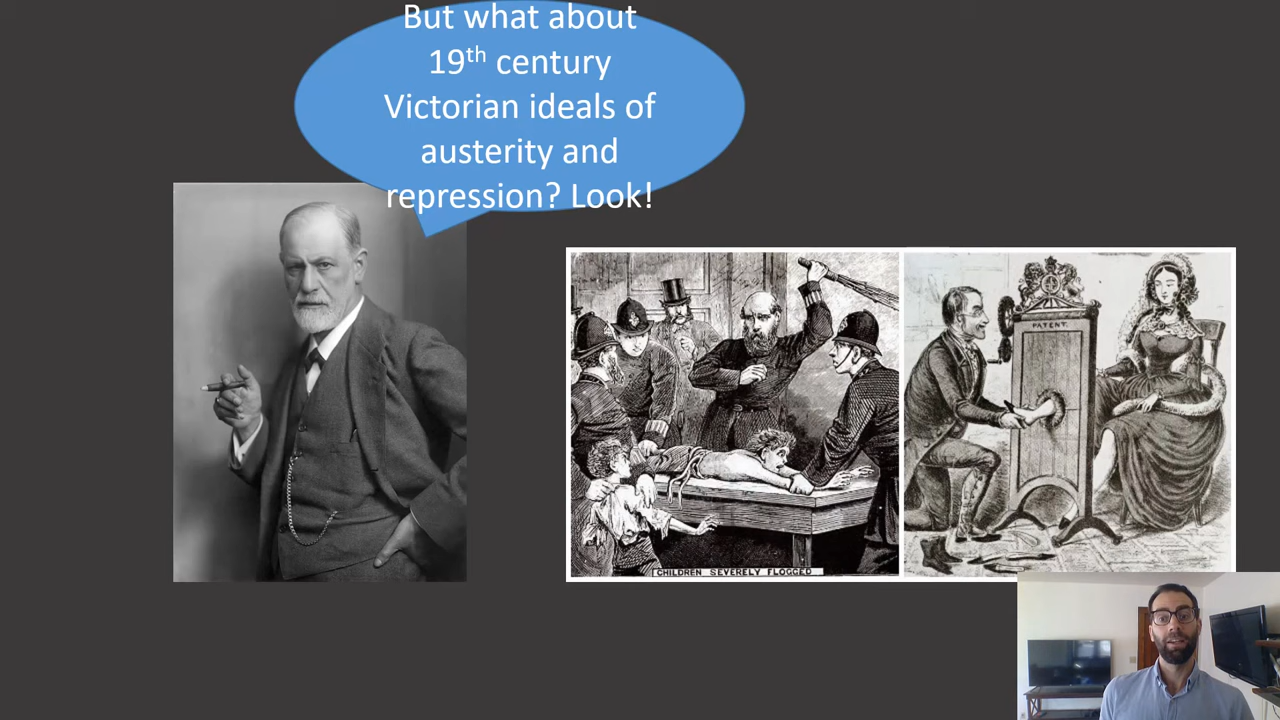 But what about
19th century
Victorian ideals of
austerity and
repression? Look!
PATENT.
CHILDREN SEVERELY FLOGGED